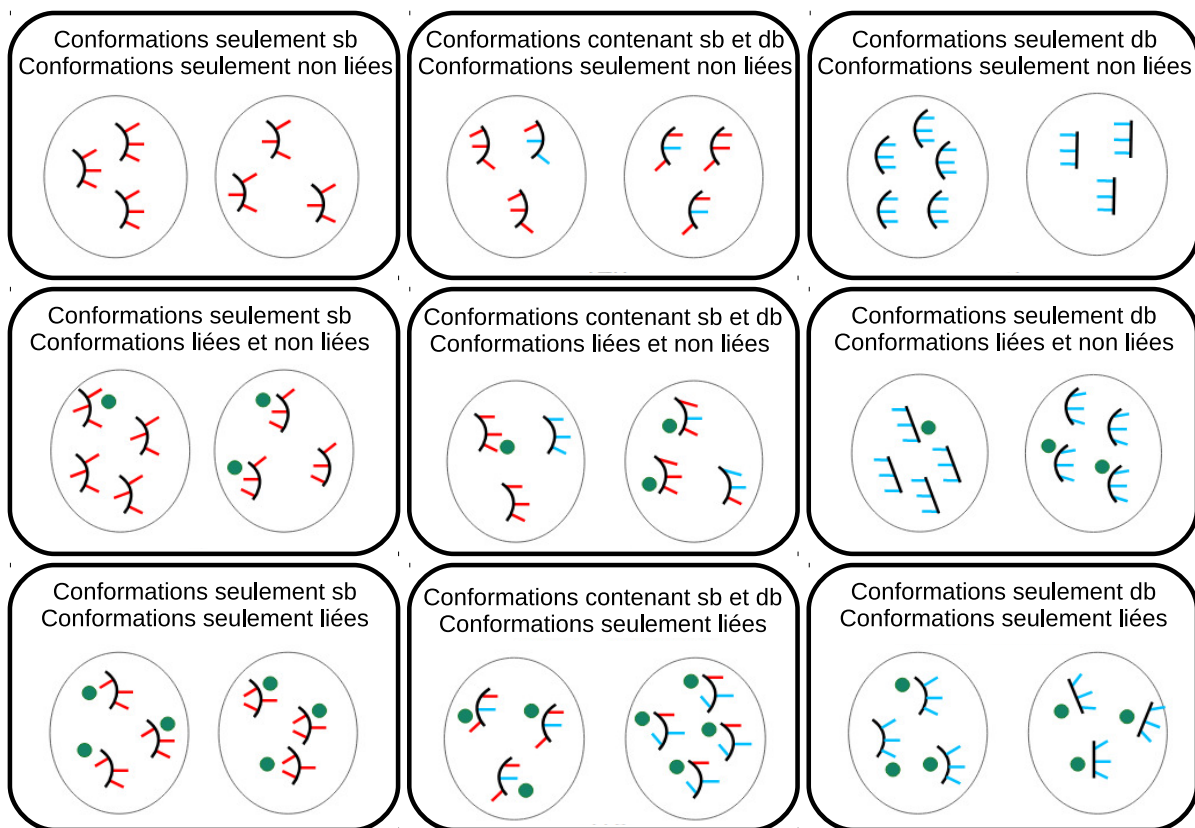 Conformations seulement sb
Conformations seulement non liées
Conformations contenant sb et db
Conformations seulement non liées
Conformations seulement db
Conformations seulement non liées
Conformations seulement sb
Conformations liées et non liées
Conformations contenant sb et db
Conformations liées et non liées
Conformations seulement db
Conformations liées et non liées
Conformations seulement sb
Conformations seulement liées
Conformations contenant sb et db
Conformations seulement liées
Conformations seulement db
Conformations seulement liées